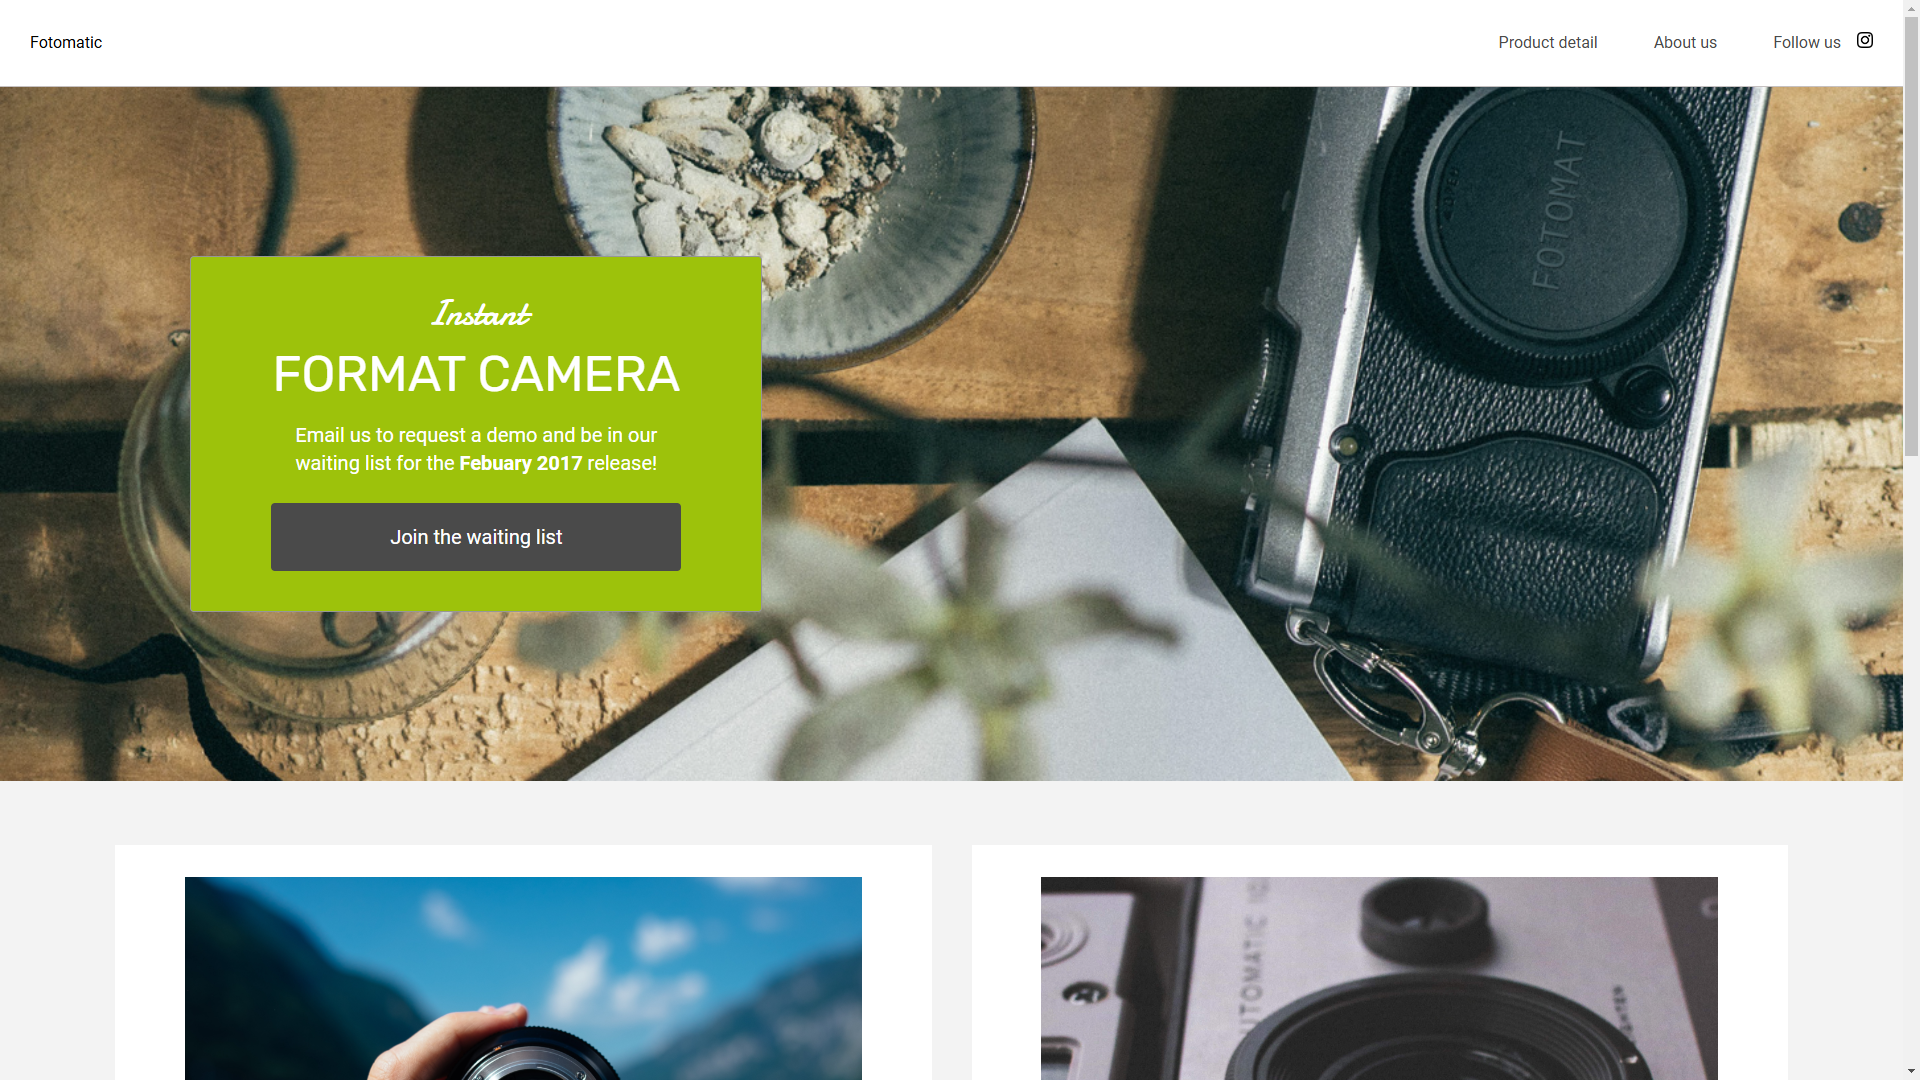 Fotomatic
Product detail
About us
Follow us
FOTOMAT
Instant
FORMAT CAMERA
Email us to request a demo and be in our
waiting list for the Febuary 2017 release!
Join the waiting list
UTOMATIC